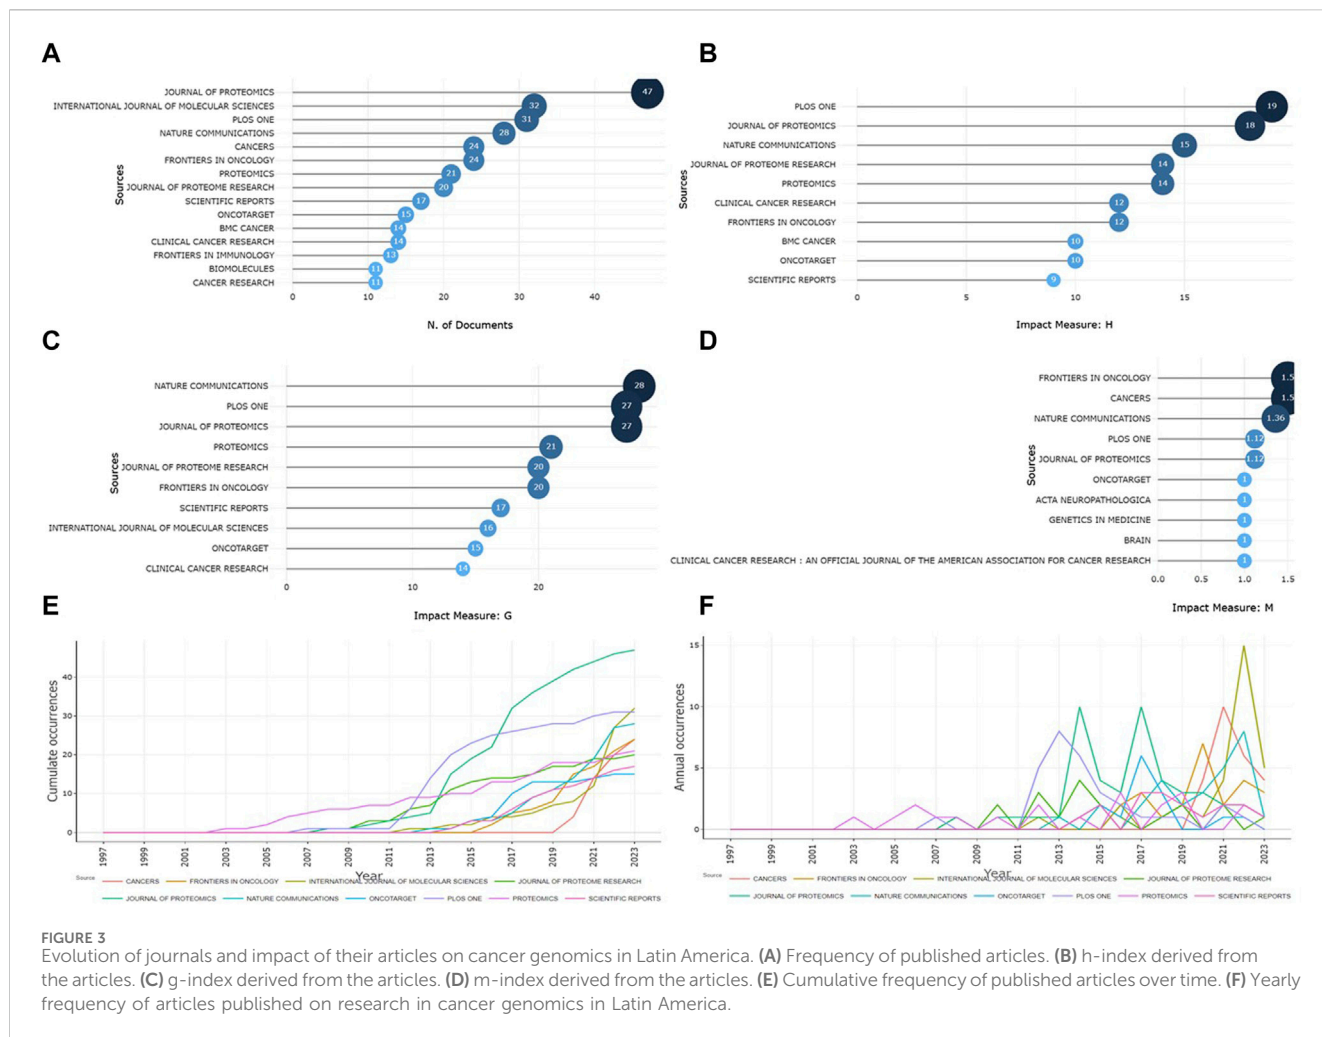 A
JOURNAL OF PROTEOMICS 47
INTERNATIONAL JOURNAL OF MOLECULAR SCIENCES 32
PLOS ONE 31
NATURE COMMUNICATIONS 28
CANCERS 24
FRONTIERS IN ONCOLOGY 24
PROTEOMICS 21
JOURNAL OF PROTEOME RESEARCH 20
SCIENTIFIC REPORTS 17
ONCOTARGET 15
BMC CANCER 14
CLINICAL CANCER RESEARCH 14
FRONTIERS IN IMMUNOLOGY 13
BIOMOLECULES 11
CANCER RESEARCH 11
Sources
0 10 20 30 40
N. of Documents
B
PLOS ONE 19
JOURNAL OF PROTEOMICS 18
NATURE COMMUNICATIONS 15
JOURNAL OF PROTEOME RESEARCH 14
PROTEOMICS 14
CLINICAL CANCER RESEARCH 12
FRONTIERS IN ONCOLOGY 12
BMC CANCER 10
ONCOTARGET 10
SCIENTIFIC REPORTS 9
Sources
0 5 10 15
Impact Measure: H
C
NATURE COMMUNICATIONS 28
PLOS ONE 27
JOURNAL OF PROTEOMICS 27
PROTEOMICS 21
JOURNAL OF PROTEOME RESEARCH 20
FRONTIERS IN ONCOLOGY 20
SCIENTIFIC REPORTS 17
INTERNATIONAL JOURNAL OF MOLECULAR SCIENCES 16
ONCOTARGET 15
CLINICAL CANCER RESEARCH 14
Sources
0 10 20
Impact Measure: G
D
FRONTIERS IN ONCOLOGY 1.5
CANCERS 1.5
NATURE COMMUNICATIONS 1.36
PLOS ONE 1.12
JOURNAL OF PROTEOMICS 1.12
ONCOTARGET 1
ACTA NEUROPATHOLOGICA 1
GENETICS IN MEDICINE 1
BRAIN 1
CLINICAL CANCER RESEARCH : AN OFFICIAL JOURNAL OF THE AMERICAN ASSOCIATION FOR CANCER RESEARCH 1
Sources
0.0 0.5 1.0 1.5
Impact Measure: M
E
Cumulate occurrences
40
30
20
10
0
1997 1999 2001 2003 2005 2007 2009 2011 2013 2015 2017 2019 2021 2023
Year
Source CANCERS FRONTIERS IN ONCOLOGY INTERNATIONAL JOURNAL OF MOLECULAR SCIENCES JOURNAL OF PROTEOME RESEARCH
JOURNAL OF PROTEOMICS NATURE COMMUNICATIONS ONCOTARGET PLOS ONE PROTEOMICS SCIENTIFIC REPORTS
F
Annual occurrences
15
10
5
0
1997 1999 2001 2003 2005 2007 2009 2011 2013 2015 2017 2019 2021 2023
Year
Source CANCERS FRONTIERS IN ONCOLOGY INTERNATIONAL JOURNAL OF MOLECULAR SCIENCES JOURNAL OF PROTEOME RESEARCH
JOURNAL OF PROTEOMICS NATURE COMMUNICATIONS ONCOTARGET PLOS ONE PROTEOMICS SCIENTIFIC REPORTS
FIGURE 3
Evolution of journals and impact of their articles on cancer genomics in Latin America. (A) Frequency of published articles. (B) h-index derived from
the articles. (C) g-index derived from the articles. (D) m-index derived from the articles. (E) Cumulative frequency of published articles over time. (F) Yearly
frequency of articles published on research in cancer genomics in Latin America.